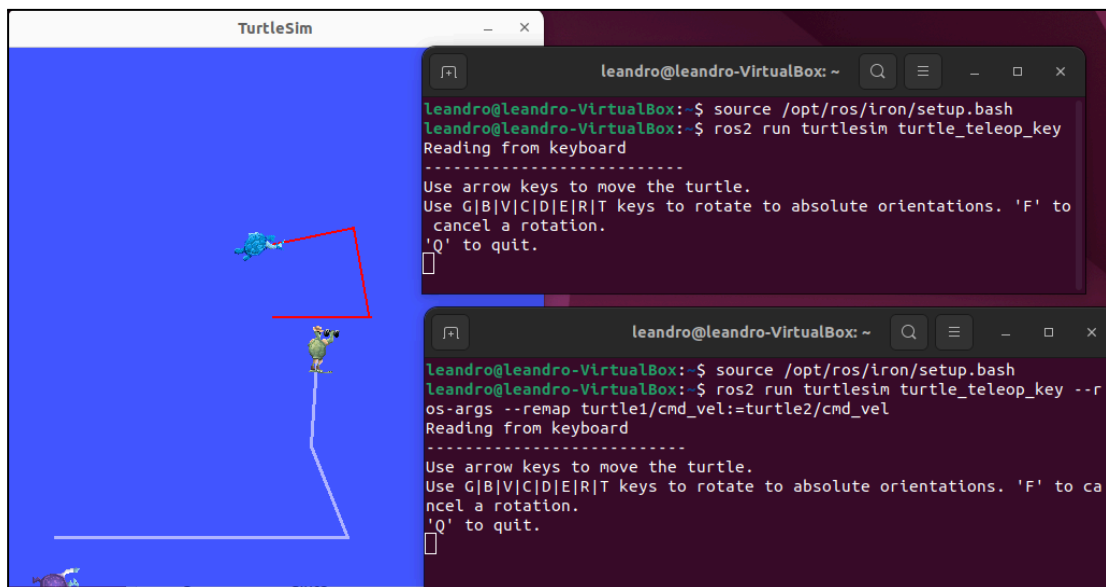 TurtleSim
leandro@leandro-VirtualBox: ~
leandro@leandro-VirtualBox:~$ source /opt/ros/iron/setup.bash
leandro@leandro-VirtualBox:~$ ros2 run turtlesim turtle_teleop_key
Reading from keyboard
---------------------------
Use arrow keys to move the turtle.
Use G|B|V|C|D|E|R|T keys to rotate to absolute orientations. 'F' to
cancel a rotation.
'Q' to quit.
leandro@leandro-VirtualBox: ~
leandro@leandro-VirtualBox:~$ source /opt/ros/iron/setup.bash
leandro@leandro-VirtualBox:~$ ros2 run turtlesim turtle_teleop_key --r
os-args --remap turtle1/cmd_vel:=turtle2/cmd_vel
Reading from keyboard
---------------------------
Use arrow keys to move the turtle.
Use G|B|V|C|D|E|R|T keys to rotate to absolute orientations. 'F' to ca
ncel a rotation.
'Q' to quit.